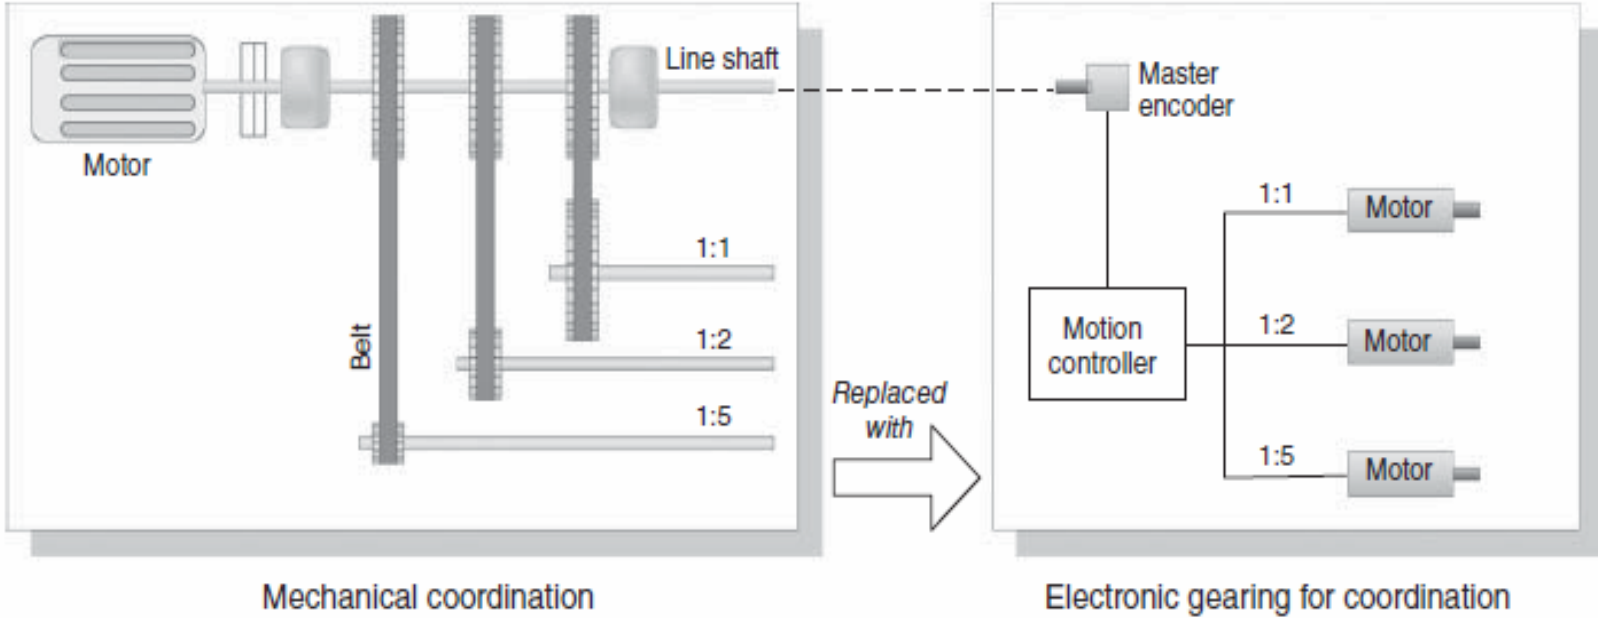 Line shaft
Motor
Belt
1:1
1:2
1:5
Replaced
with
Master
encoder
Motion
controller
1:1
Motor
1:2
Motor
1:5
Motor
Mechanical coordination
Electronic gearing for coordination